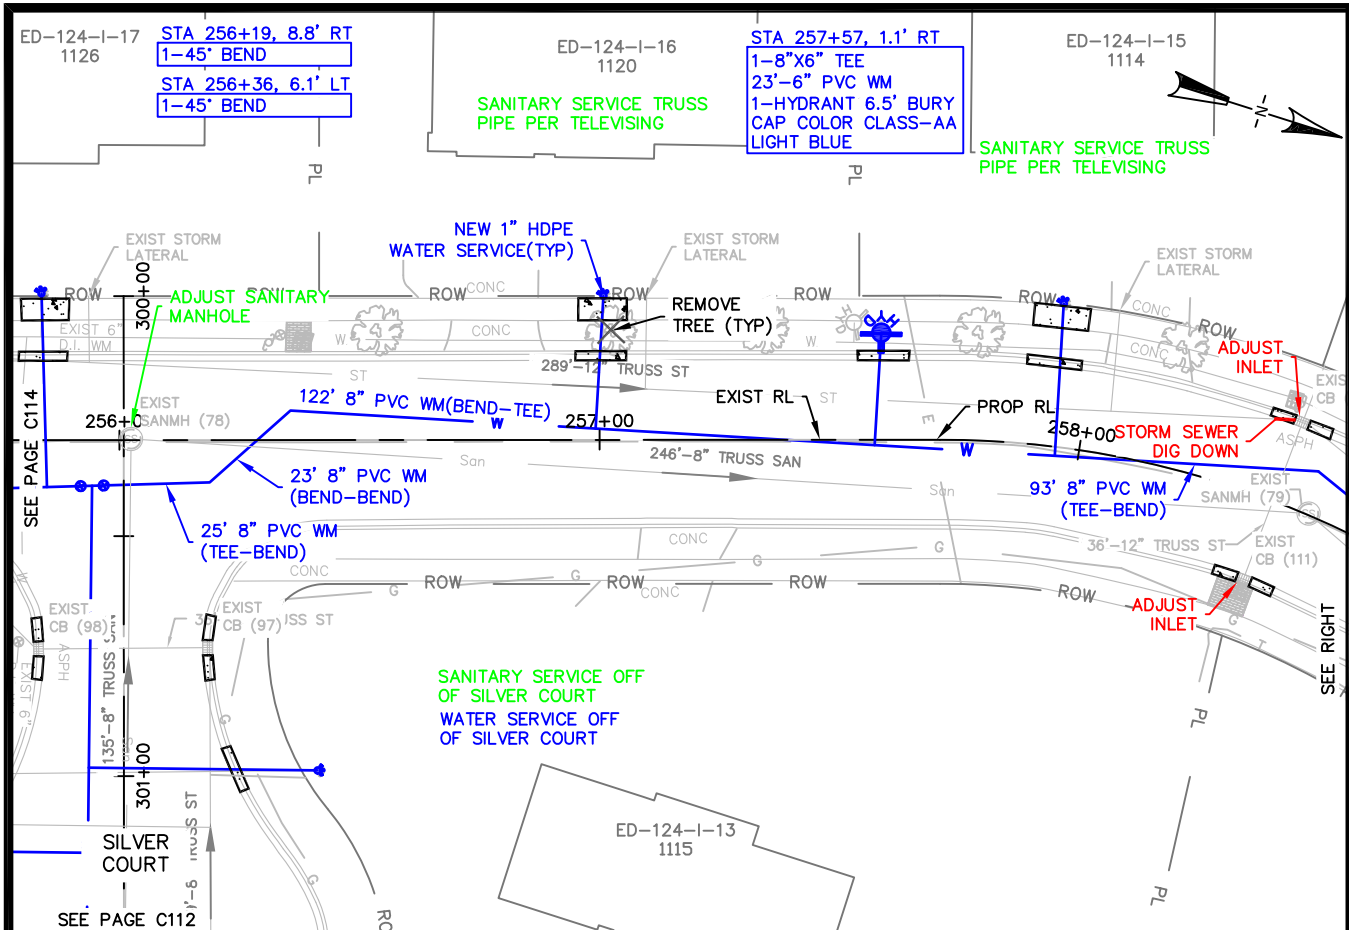 ED-124-I-17
1126
STA 256+19, 8.8' RT
1-45° BEND
STA 256+36, 6.1' LT
1-45° BEND
ED-124-I-16
1120
SANITARY SERVICE TRUSS
PIPE PER TELEVISING
STA 257+57, 1.1' RT
1-8"X6" TEE
23'-6" PVC WM
1-HYDRANT 6.5' BURY
CAP COLOR CLASS-AA
LIGHT BLUE
ED-124-I-15
1114
SANITARY SERVICE TRUSS
PIPE PER TELEVISING
-N-
PL
PL
EXIST STORM
LATERAL
NEW 1" HDPE
WATER SERVICE(TYP)
EXIST STORM
LATERAL
EXIST STORM
LATERAL
ROW
300+00
ADJUST SANITARY
MANHOLE
ROW
CONC
ROW
REMOVE
TREE (TYP)
ROW
ROW
CONC
ROW
EXIST 6"
D.I. WM
W
CONC
HYD
W
CONC
ADJUST
INLET
289'-12" TRUSS ST
ST
ST
EXIS
CB
SEE PAGE C114
EXIST
SANMH (78)
256+0
122' 8" PVC WM(BEND-TEE)
W
257+00
EXIST RL
E
PROP RL
258+00
STORM SEWER
DIG DOWN
ASPH
San
246'-8" TRUSS SAN
W
San
23' 8" PVC WM
(BEND-BEND)
93' 8" PVC WM
(TEE-BEND)
EXIST
SANMH (79)
25' 8" PVC WM
(TEE-BEND)
CONC
G
G
36'-12" TRUSS ST
EXIST
CB (111)
CONC
G
G
ROW
ROW
CONC
ROW
ROW
W
EXIST
CB (98)
EXIST
CB (97)
USS ST
ADJUST
INLET
G
T
ASPH
EXIST 6"
135'-8" TRUSS SAN
SEE RIGHT
SANITARY SERVICE OFF
OF SILVER COURT
WATER SERVICE OFF
OF SILVER COURT
G
PL
301+00
ED-124-I-13
1115
SILVER
COURT
TRUSS ST
G
PL
SEE PAGE C112